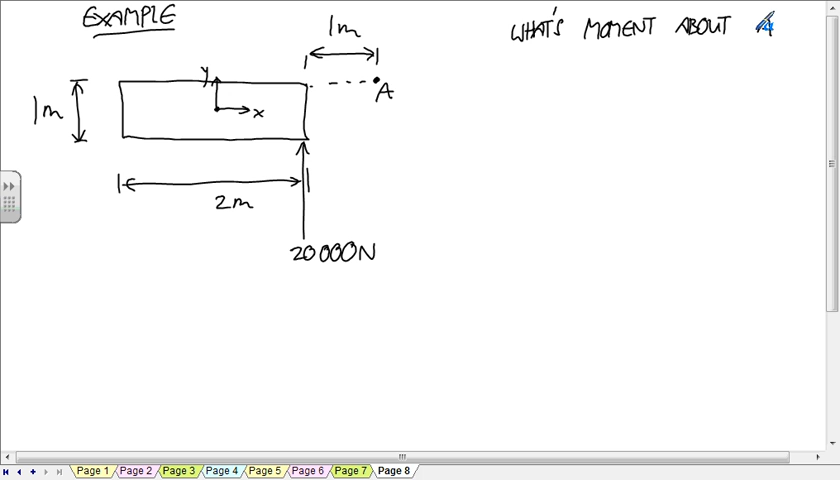 EXAMPLE
WHAT'S MOMENT ABOUT A
1m
y
A
1m
x
2m
20000N
Page 1 Page 2 Page 3 Page 4 Page 5 Page 6 Page 7 Page 8